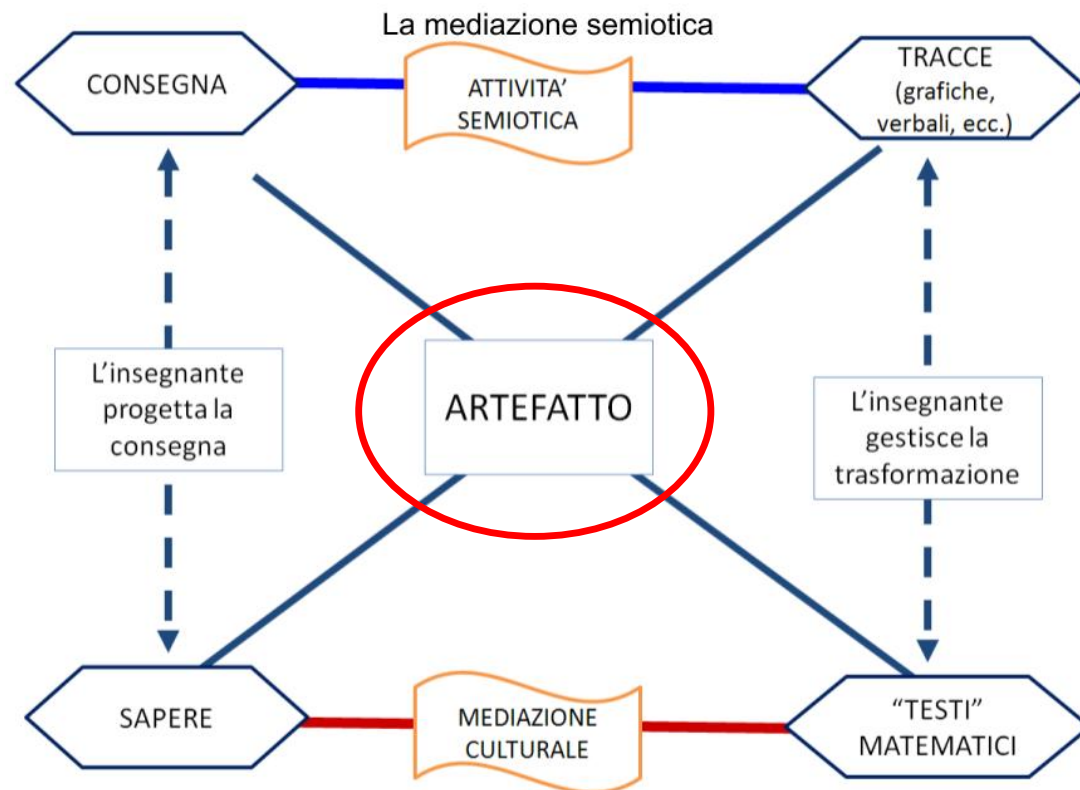 La mediazione semiotica
CONSEGNA
ATTIVITA’
SEMIOTICA
TRACCE
(grafiche,
verbali, ecc.)
L’insegnante
progetta la
consegna
ARTEFATTO
L’insegnante
gestisce la
trasformazione
SAPERE
MEDIAZIONE
CULTURALE
“TESTI”
MATEMATICI